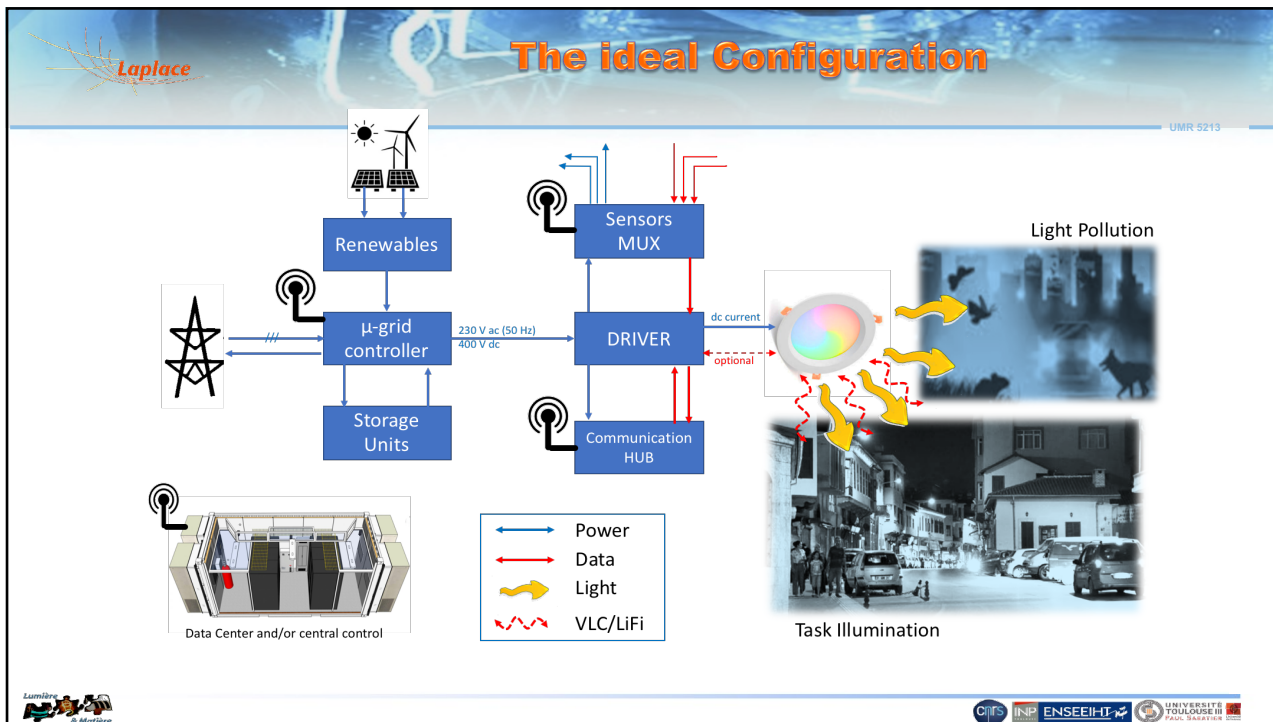 The ideal Configuration
Laplace
UMR 5213
Renewables
Sensors
MUX
Light Pollution
µ-grid
controller
230 V ac (50 Hz)
400 V dc
DRIVER
dc current
optional
Storage
Units
Communication
HUB
Power
Data
Light
VLC/LiFi
Data Center and/or central control
Task Illumination
Lumière
& Matière
cnrs
INP
ENSEEIHT
UNIVERSITÉ
TOULOUSE III
PAUL SABATIER